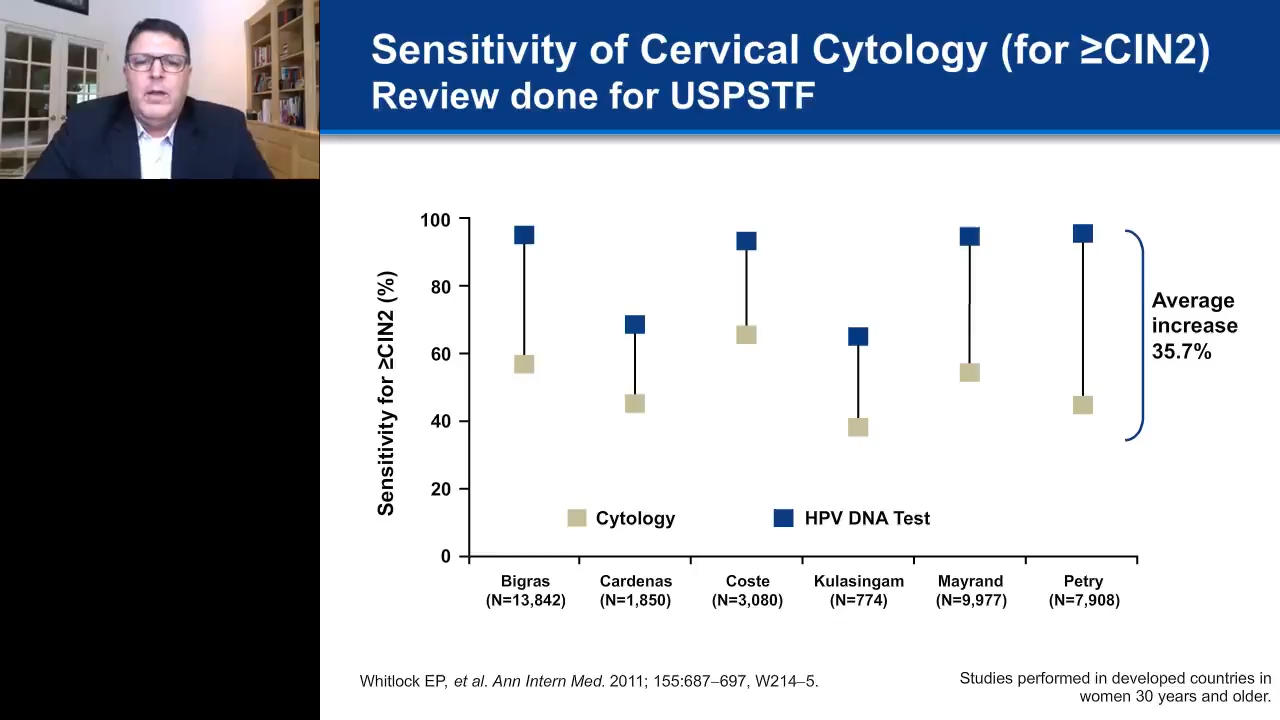 Sensitivity of Cervical Cytology (for ≥CIN2)
Review done for USPSTF
Sensitivity for ≥CIN2 (%)
100
80
60
40
20
0
Average
increase
35.7%
Cytology
HPV DNA Test
Bigras
(N=13,842)
Cardenas
(N=1,850)
Coste
(N=3,080)
Kulasingam
(N=774)
Mayrand
(N=9,977)
Petry
(N=7,908)
Whitlock EP, et al. Ann Intern Med. 2011; 155:687–697, W214–5.
Studies performed in developed countries in
women 30 years and older.